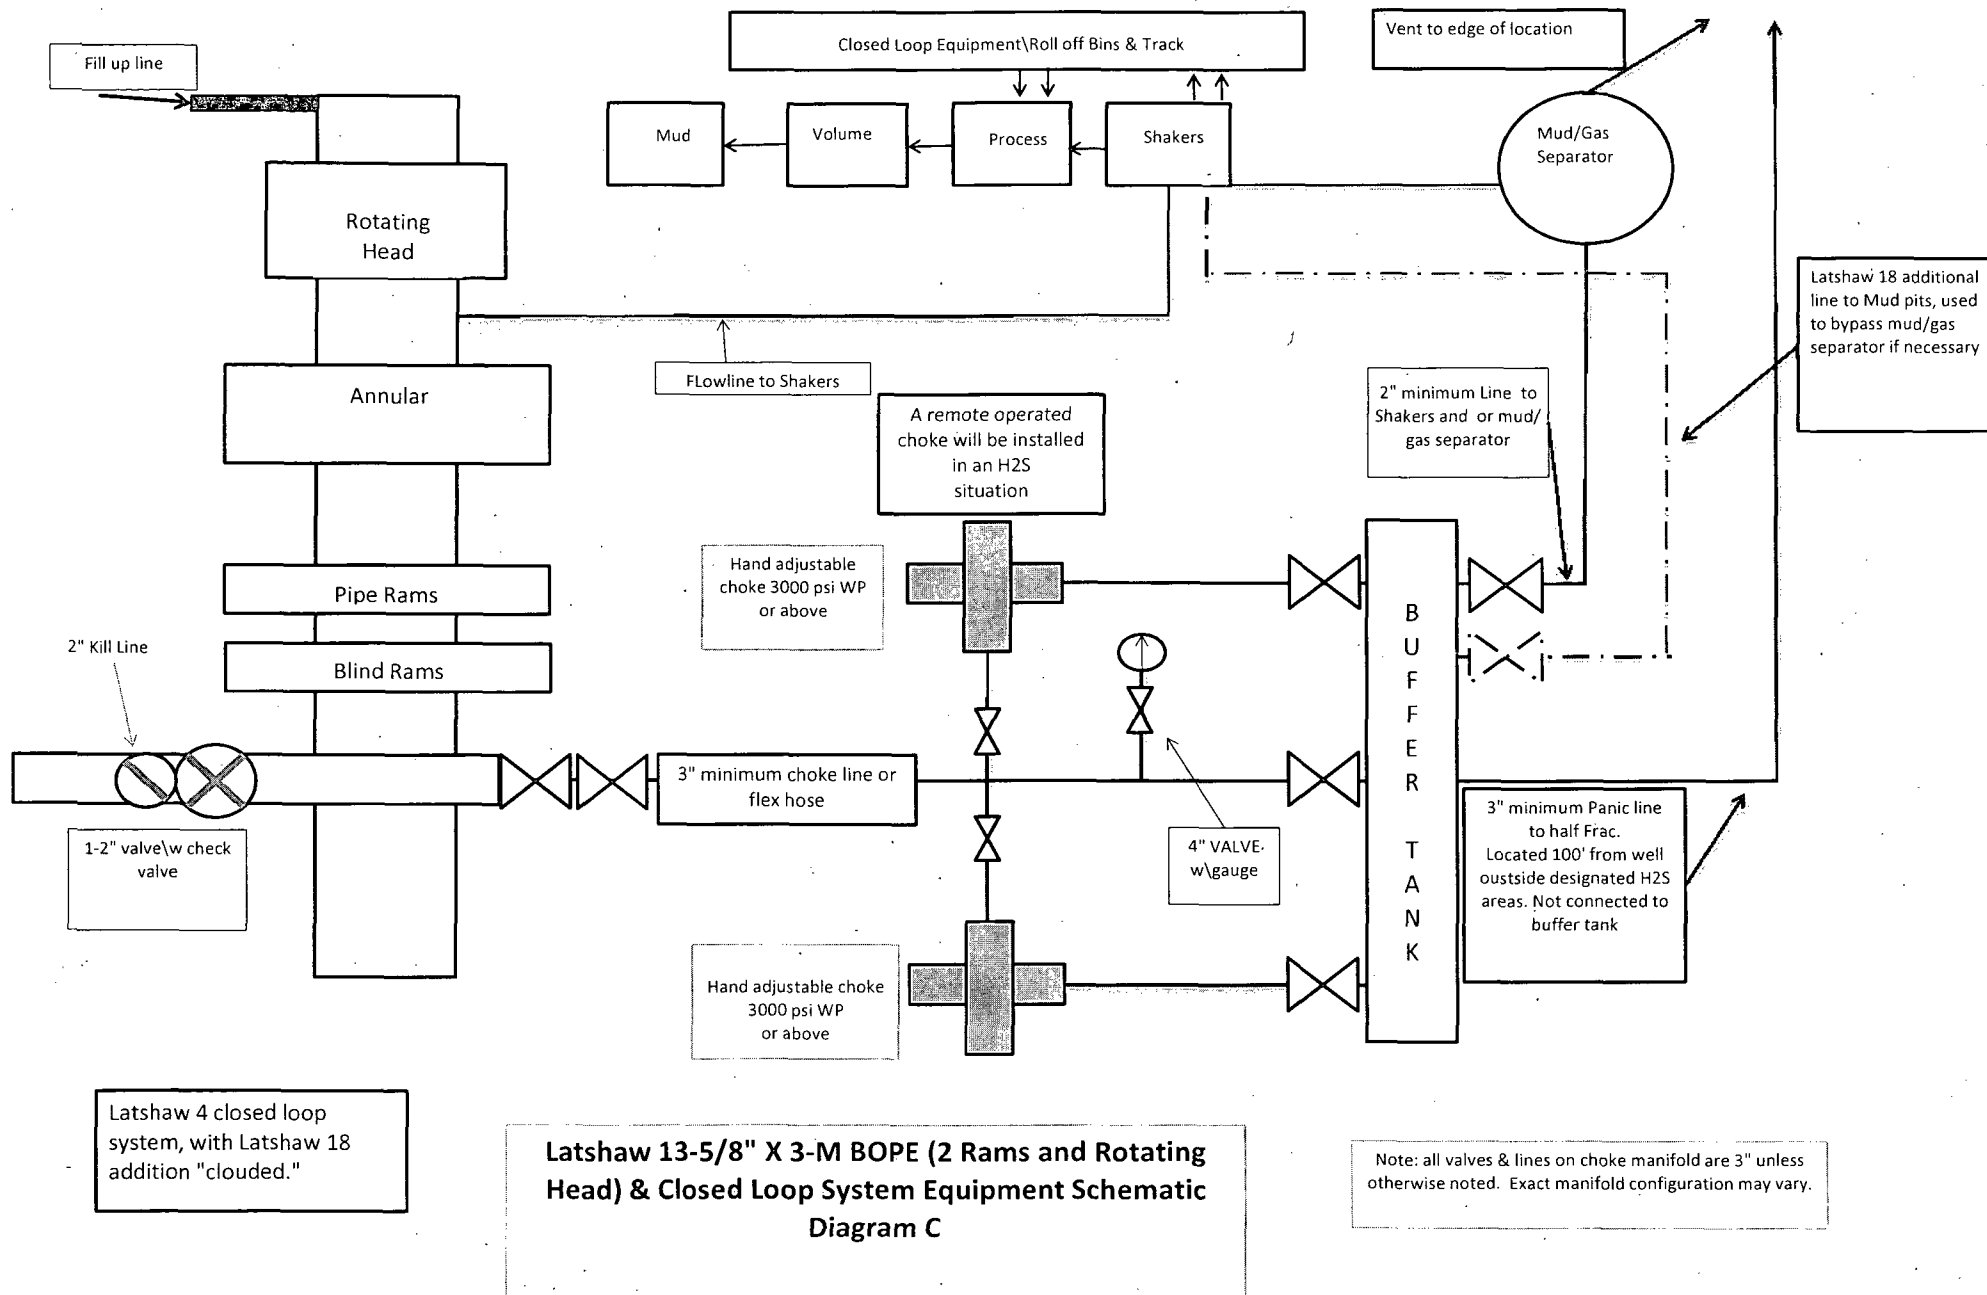 Fill up line
Closed Loop Equipment\Roll off Bins & Track
Vent to edge of location
Mud
Volume
Process
Shakers
Mud/Gas
Separator
Rotating
Head
Latshaw 18 additional
line to Mud pits, used
to bypass mud/gas
separator if necessary
FLowline to Shakers
Annular
A remote operated
choke will be installed
in an H2S
situation
2" minimum Line to
Shakers and or mud/
gas separator
Hand adjustable
choke 3000 psi WP
or above
Pipe Rams
2" Kill Line
Blind Rams
B
U
F
F
E
R
T
A
N
K
3" minimum choke line or
flex hose
1-2" valve\w check
valve
4" VALVE
w\gauge
3" minimum Panic line
to half Frac.
Located 100' from well
oustside designated H2S
areas. Not connected to
buffer tank
Hand adjustable choke
3000 psi WP
or above
Latshaw 4 closed loop
system, with Latshaw 18
addition "clouded."
Latshaw 13-5/8" X 3-M BOPE (2 Rams and Rotating
Head) & Closed Loop System Equipment Schematic
Diagram C
Note: all valves & lines on choke manifold are 3" unless
otherwise noted. Exact manifold configuration may vary.